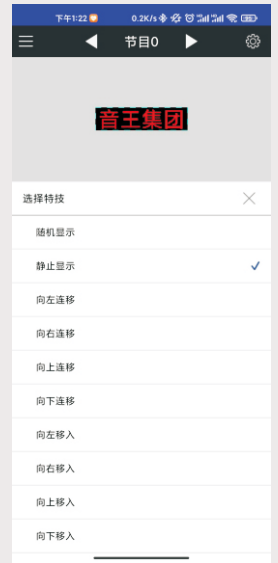 下午1:22 0.2K/s
节目0
音王集团
选择特技
随机显示
静止显示
向左连移
向右连移
向上连移
向下连移
向左移入
向右移入
向上移入
向下移入